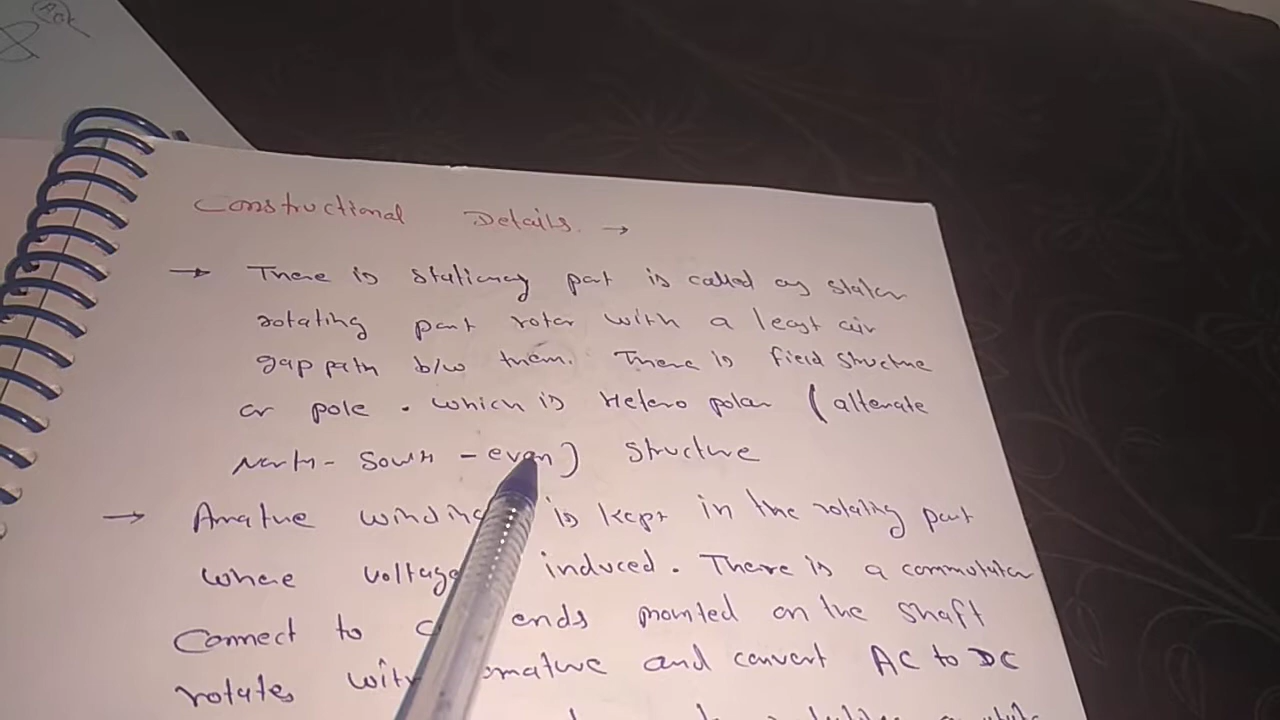 Constructional Details. →
→ There is stationary part is called as stator
rotating part rotor with a least air
gap path b/w them. There is field structure
or pole. which is Hetero polar (alternate
North - South - even) structure
→ Amature winding is kept in the rotating part
where voltage induced. There is a commutator
Connect to ends mounted on the shaft
rotates with armature and convert AC to DC